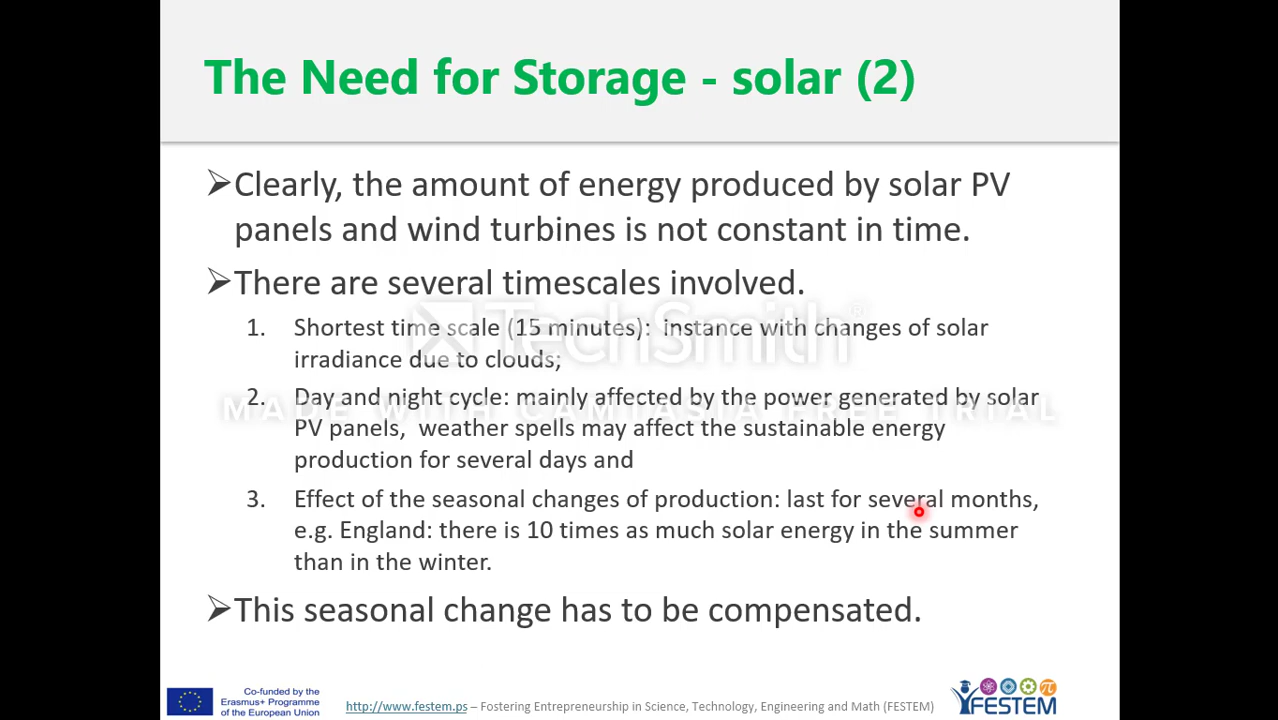 The Need for Storage - solar (2)
➢Clearly, the amount of energy produced by solar PV
panels and wind turbines is not constant in time.
➢There are several timescales involved.
1. Shortest time scale (15 minutes): instance with changes of solar
irradiance due to clouds;
TechSmith®
2. Day and night cycle: mainly affected by the power generated by solar
MADE WITH CAMTASIA FREE TRIAL
PV panels, weather spells may affect the sustainable energy
production for several days and
3. Effect of the seasonal changes of production: last for several months,
e.g. England: there is 10 times as much solar energy in the summer
than in the winter.
➢This seasonal change has to be compensated.
Co-funded by the
Erasmus+ Programme
of the European Union
http://www.festem.ps – Fostering Entrepreneurship in Science, Technology, Engineering and Math (FESTEM)
π
FESTEM